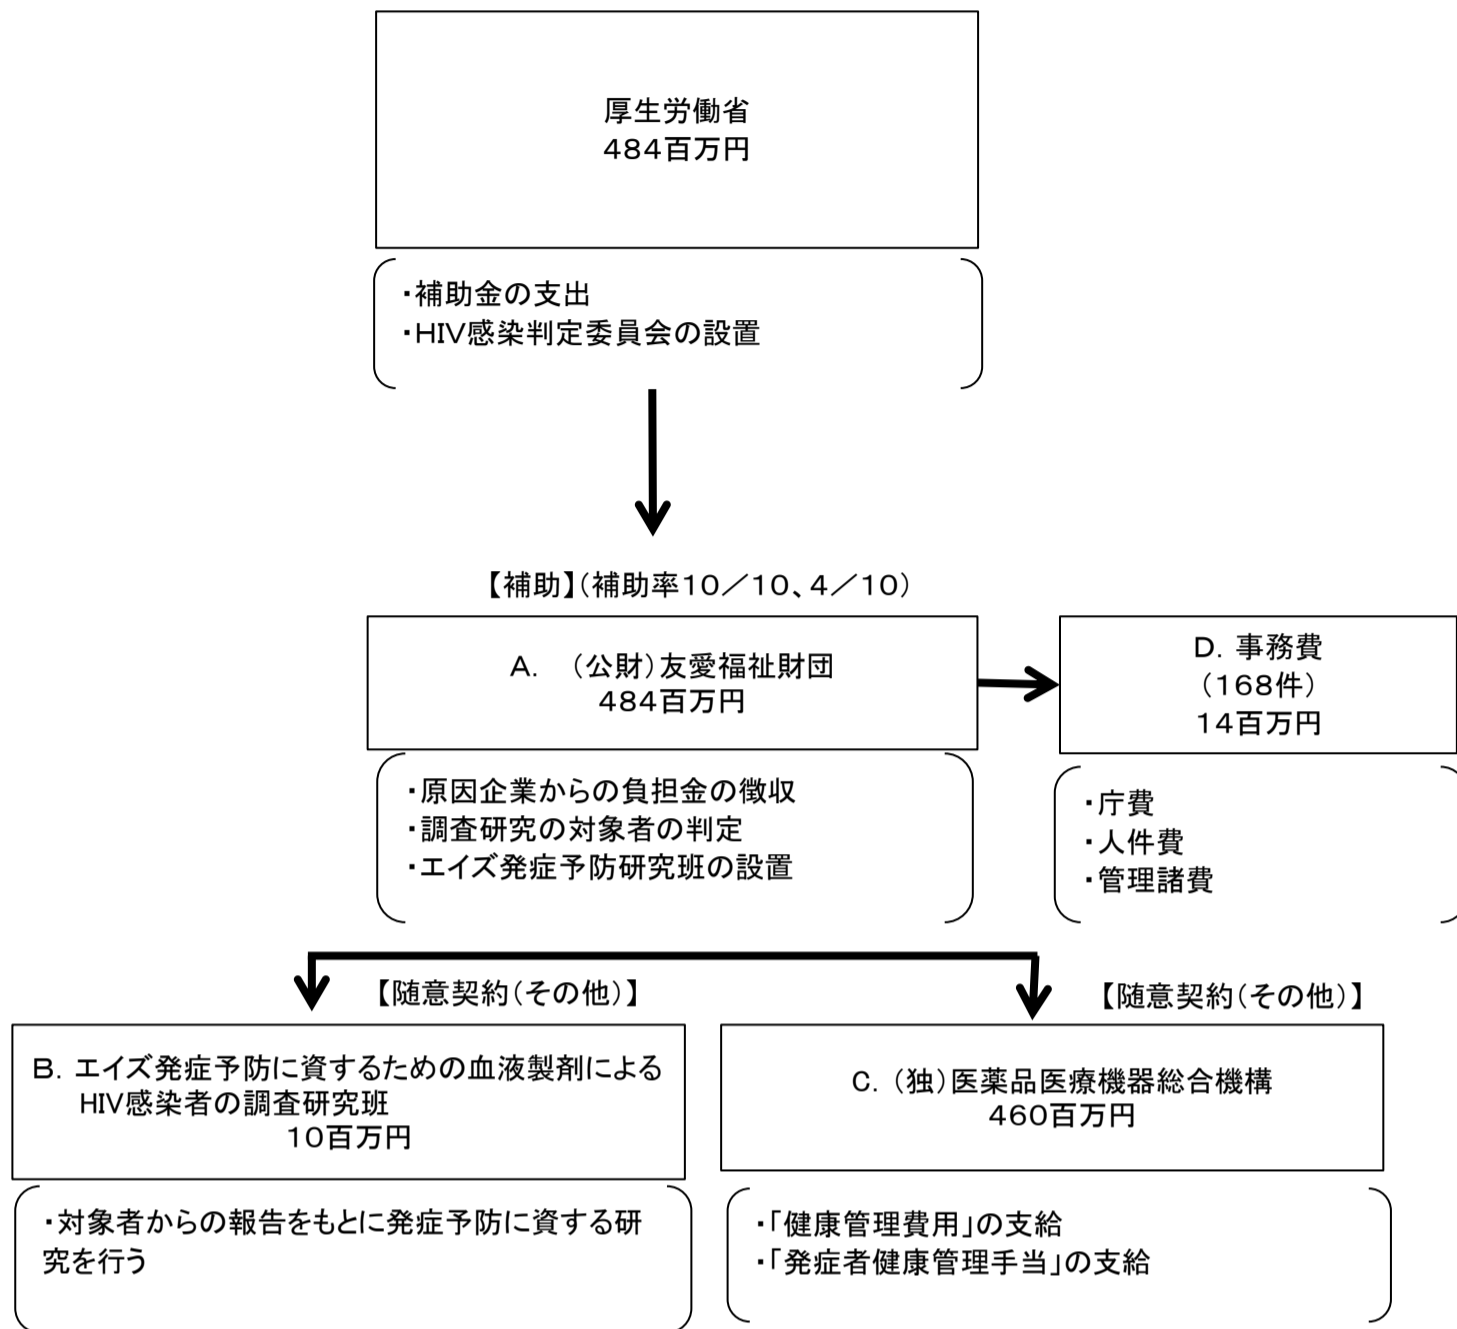 厚生労働省
484百万円
・補助金の支出
・HIV感染判定委員会の設置
【補助】(補助率10／10、4／10)
A.　(公財)友愛福祉財団
484百万円
D. 事務費
(168件)
14百万円
・原因企業からの負担金の徴収
・調査研究の対象者の判定
・エイズ発症予防研究班の設置
・庁費
・人件費
・管理諸費
【随意契約(その他)】
【随意契約(その他)】
B. エイズ発症予防に資するための血液製剤による
HIV感染者の調査研究班
10百万円
C. (独)医薬品医療機器総合機構
460百万円
・対象者からの報告をもとに発症予防に資する研
究を行う
・「健康管理費用」の支給
・「発症者健康管理手当」の支給